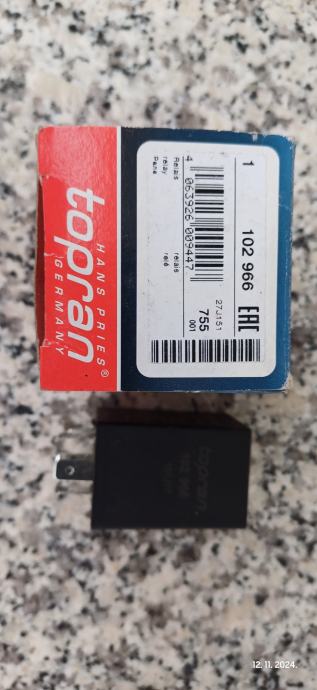 HANS PRIES®
topran
GERMANY
1
102 966
EAC
4 063926 009447
27J151
755
001
Relais
relais
relay
relé
Реле
topran.
102 966
12.11.2024.